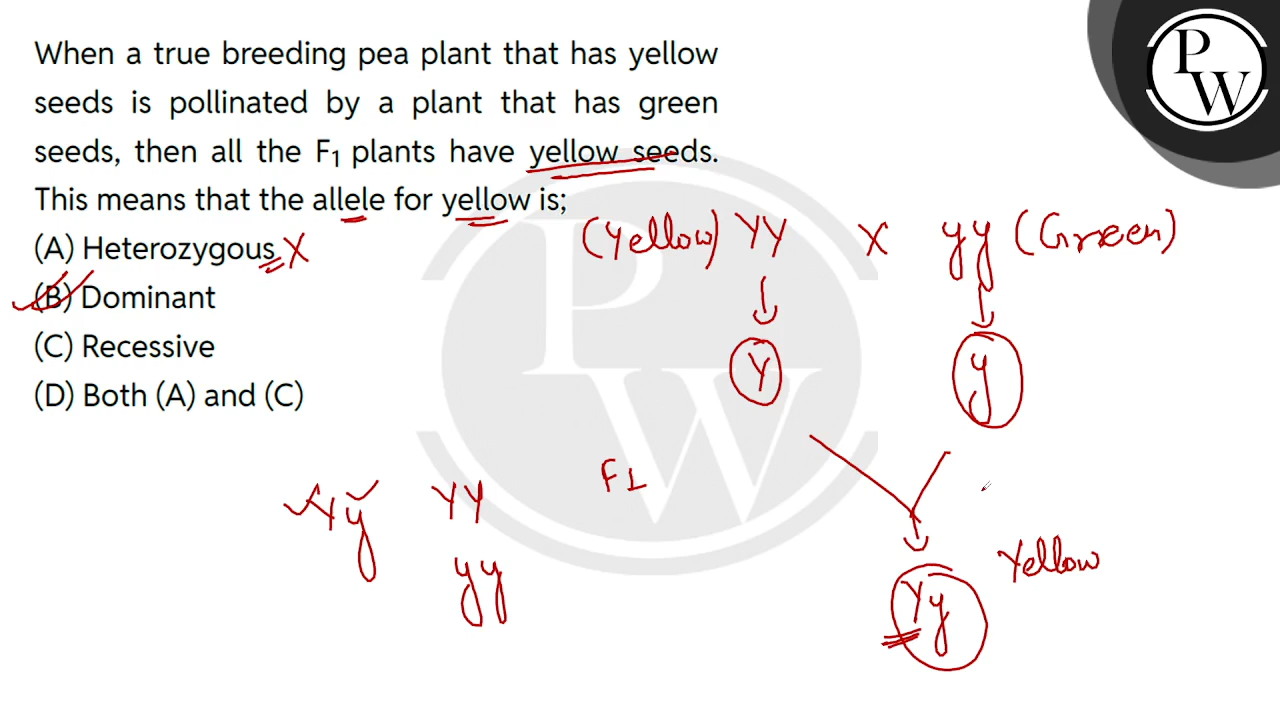 When a true breeding pea plant that has yellow
seeds is pollinated by a plant that has green
seeds, then all the F1 plants have yellow seeds.
This means that the allele for yellow is;
(A) Heterozygous X
(B) Dominant
(C) Recessive
(D) Both (A) and (C)
(Yellow) YY X yy (Green)
Y y
F1
Yy YY
yy
Yellow
Yy
P
W
P
W